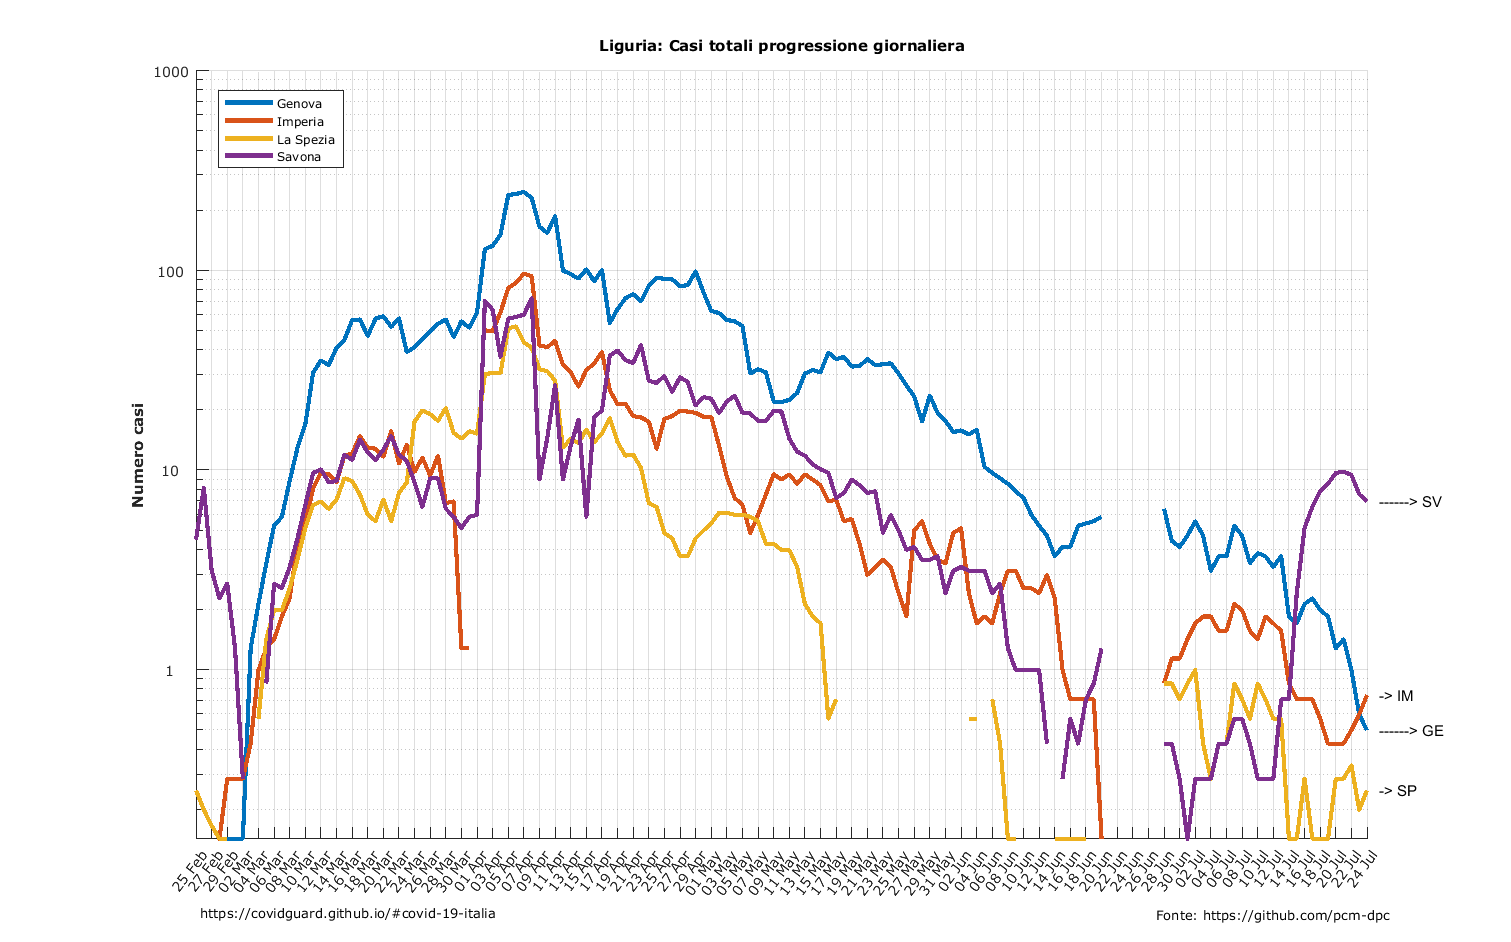 Liguria: Casi totali progressione giornaliera
1000
100
10
1
Numero casi
Genova
Imperia
La Spezia
Savona
------> SV
-> IM
------> GE
-> SP
25 Feb
27 Feb
29 Feb
02 Mar
04 Mar
06 Mar
08 Mar
10 Mar
12 Mar
14 Mar
16 Mar
18 Mar
20 Mar
22 Mar
24 Mar
26 Mar
28 Mar
30 Mar
01 Apr
03 Apr
05 Apr
07 Apr
09 Apr
11 Apr
13 Apr
15 Apr
17 Apr
19 Apr
21 Apr
23 Apr
25 Apr
27 Apr
29 Apr
01 May
03 May
05 May
07 May
09 May
11 May
13 May
15 May
17 May
19 May
21 May
23 May
25 May
27 May
29 May
31 May
02 Jun
04 Jun
06 Jun
08 Jun
10 Jun
12 Jun
14 Jun
16 Jun
18 Jun
20 Jun
22 Jun
24 Jun
26 Jun
28 Jun
30 Jun
02 Jul
04 Jul
06 Jul
08 Jul
10 Jul
12 Jul
14 Jul
16 Jul
18 Jul
20 Jul
22 Jul
24 Jul
https://covidguard.github.io/#covid-19-italia
Fonte: https://github.com/pcm-dpc